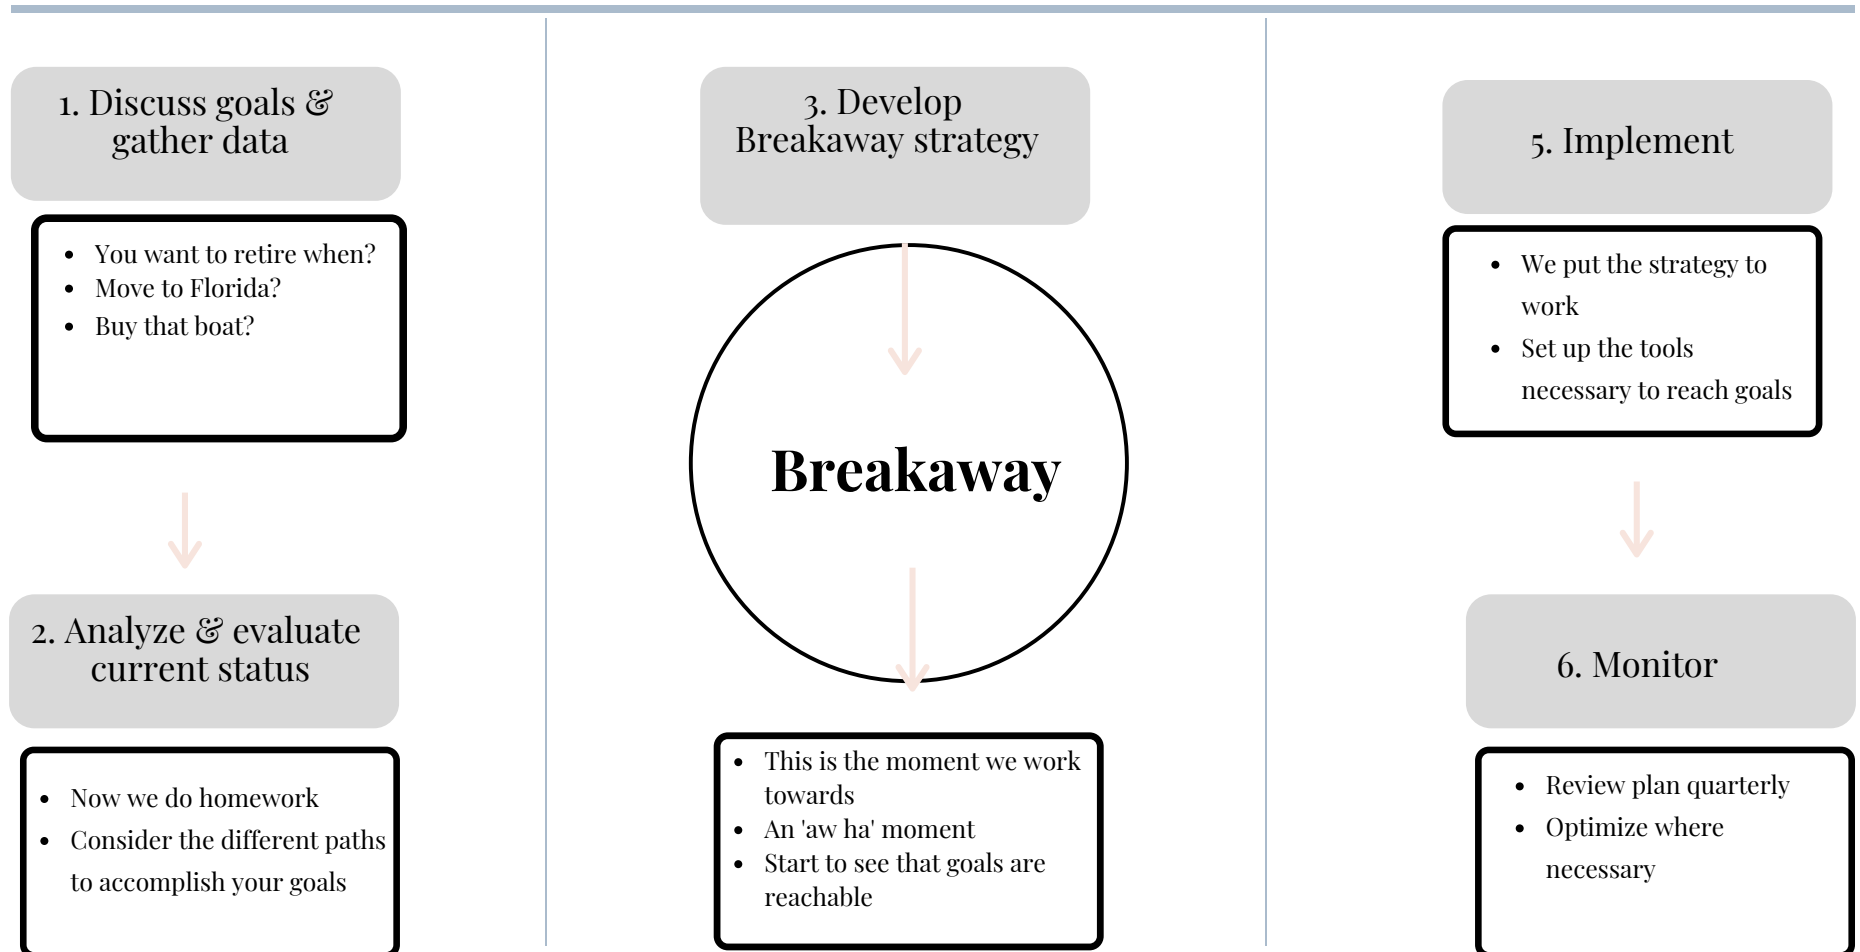 1. Discuss goals &
gather data
• You want to retire when?
• Move to Florida?
• Buy that boat?
2. Analyze & evaluate
current status
• Now we do homework
• Consider the different paths
to accomplish your goals
3. Develop
Breakaway strategy
Breakaway
• This is the moment we work
towards
• An 'aw ha' moment
• Start to see that goals are
reachable
5. Implement
• We put the strategy to
work
• Set up the tools
necessary to reach goals
6. Monitor
• Review plan quarterly
• Optimize where
necessary